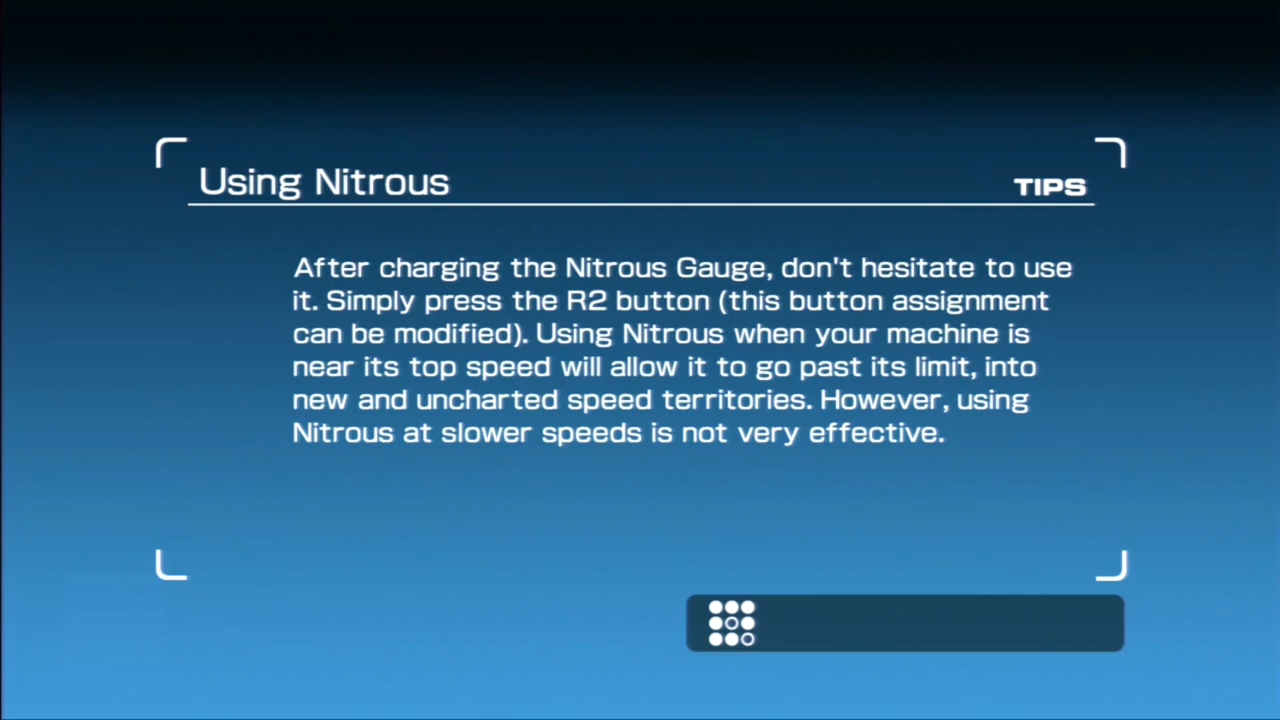 Using Nitrous
TIPS
After charging the Nitrous Gauge, don't hesitate to use
it. Simply press the R2 button (this button assignment
can be modified). Using Nitrous when your machine is
near its top speed will allow it to go past its limit, into
new and uncharted speed territories. However, using
Nitrous at slower speeds is not very effective.